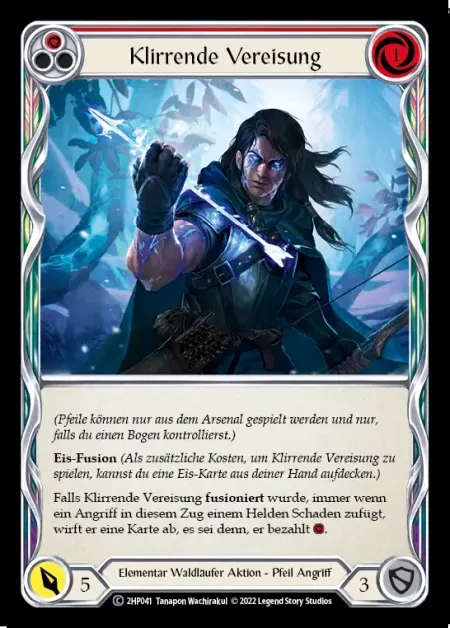 Klirrende Vereisung
1
(Pfeile können nur aus dem Arsenal gespielt werden und nur,
falls du einen Bogen kontrollierst.)
Eis-Fusion (Als zusätzliche Kosten, um Klirrende Vereisung zu
spielen, kannst du eine Eis-Karte aus deiner Hand aufdecken.)
Falls Klirrende Vereisung fusioniert wurde, immer wenn
ein Angriff in diesem Zug einem Helden Schaden zufügt,
wirft er eine Karte ab, es sei denn, er bezahlt .
5
Elementar Waldläufer Aktion - Pfeil Angriff
3
C 2HP041 Tanapon Wachirakul © 2022 Legend Story Studios